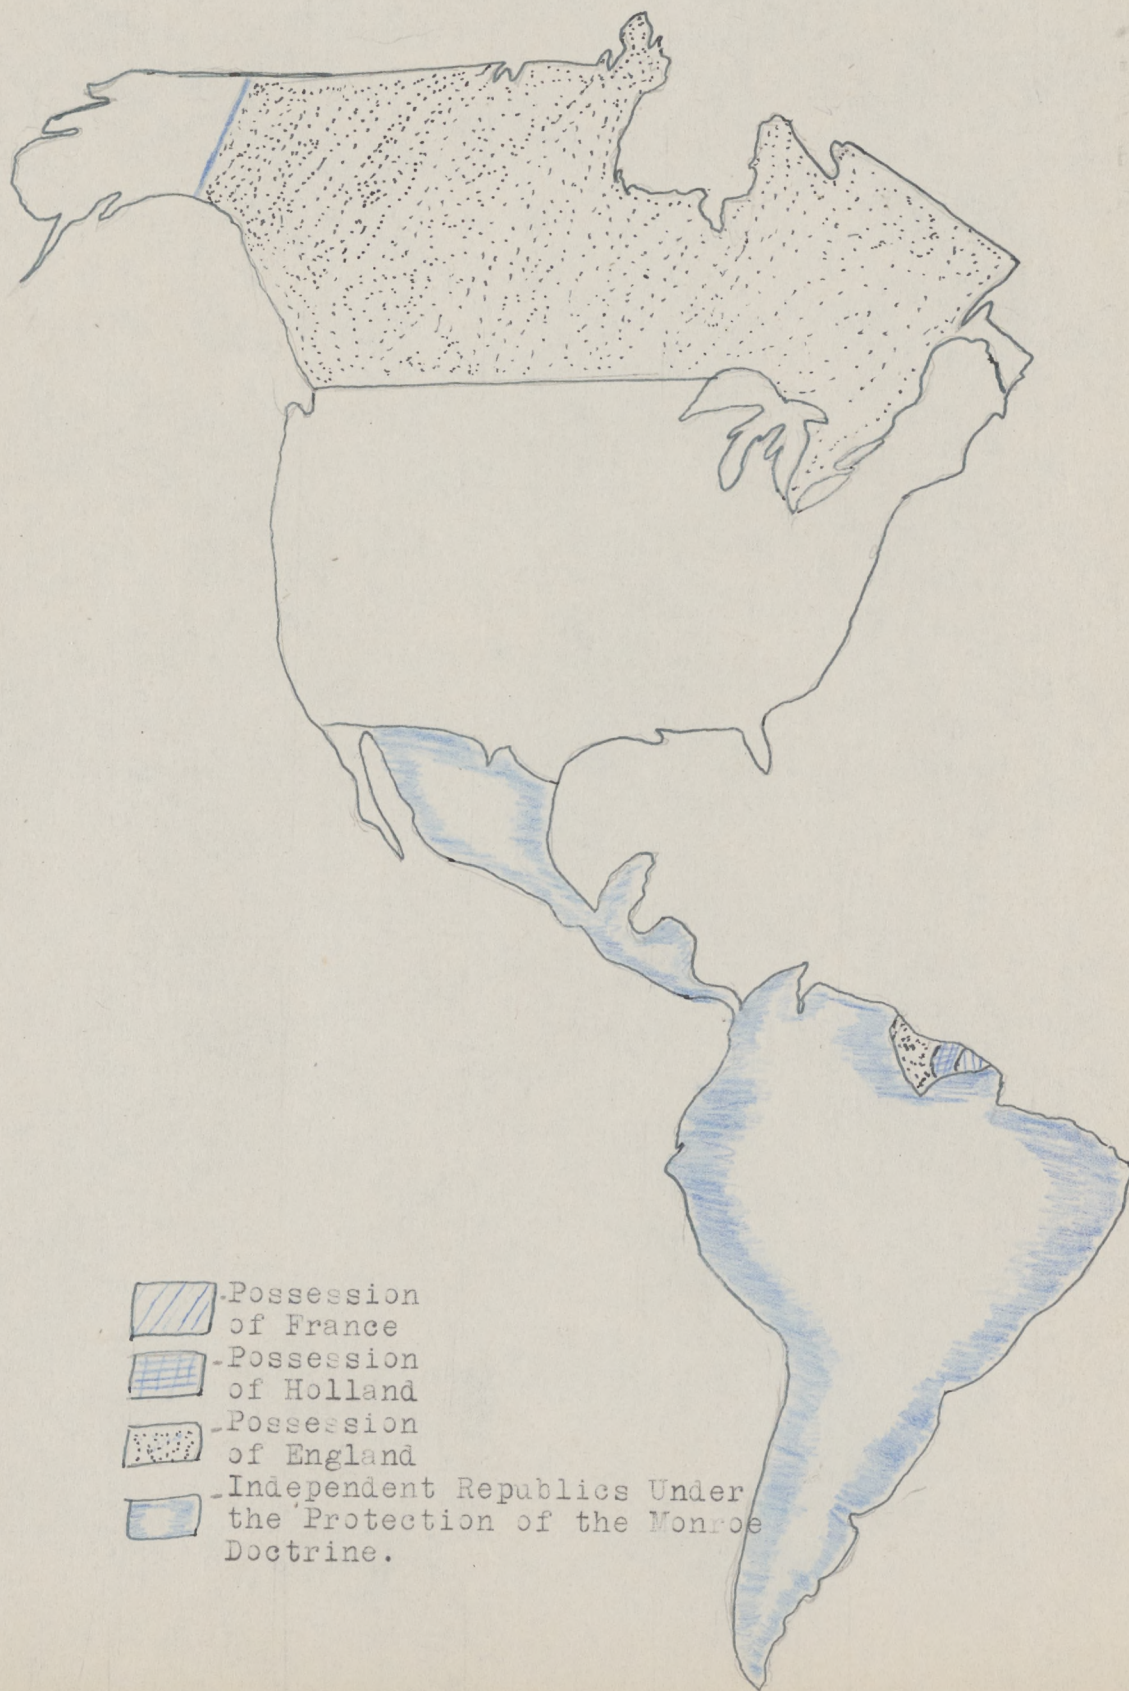 -Possession
of France
-Possession
of Holland
-Possession
of England
-Independent Republics Under
the Protection of the Monroe
Doctrine.